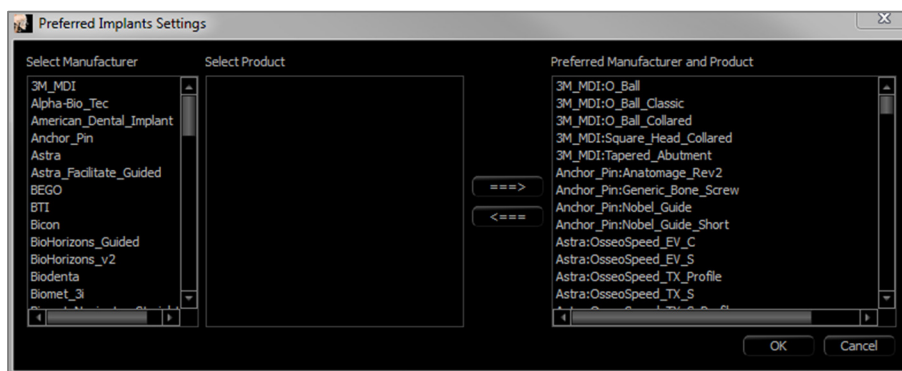 Preferred Implants Settings
Select Manufacturer
Select Product
Preferred Manufacturer and Product
3M_MDI
Alpha-Bio_Tec
American_Dental_Implant
Anchor_Pin
Astra
Astra_Facilitate_Guided
BEGO
BTI
Bicon
BioHorizons_Guided
BioHorizons_v2
Biodenta
Biomet_3i
===>
<===
3M_MDI:O_Ball
3M_MDI:O_Ball_Classic
3M_MDI:O_Ball_Collared
3M_MDI:Square_Head_Collared
3M_MDI:Tapered_Abutment
Anchor_Pin:Anatomage_Rev2
Anchor_Pin:Generic_Bone_Screw
Anchor_Pin:Nobel_Guide
Anchor_Pin:Nobel_Guide_Short
Astra:OsseoSpeed_EV_C
Astra:OsseoSpeed_EV_S
Astra:OsseoSpeed_TX_Profile
Astra:OsseoSpeed_TX_S
OK
Cancel